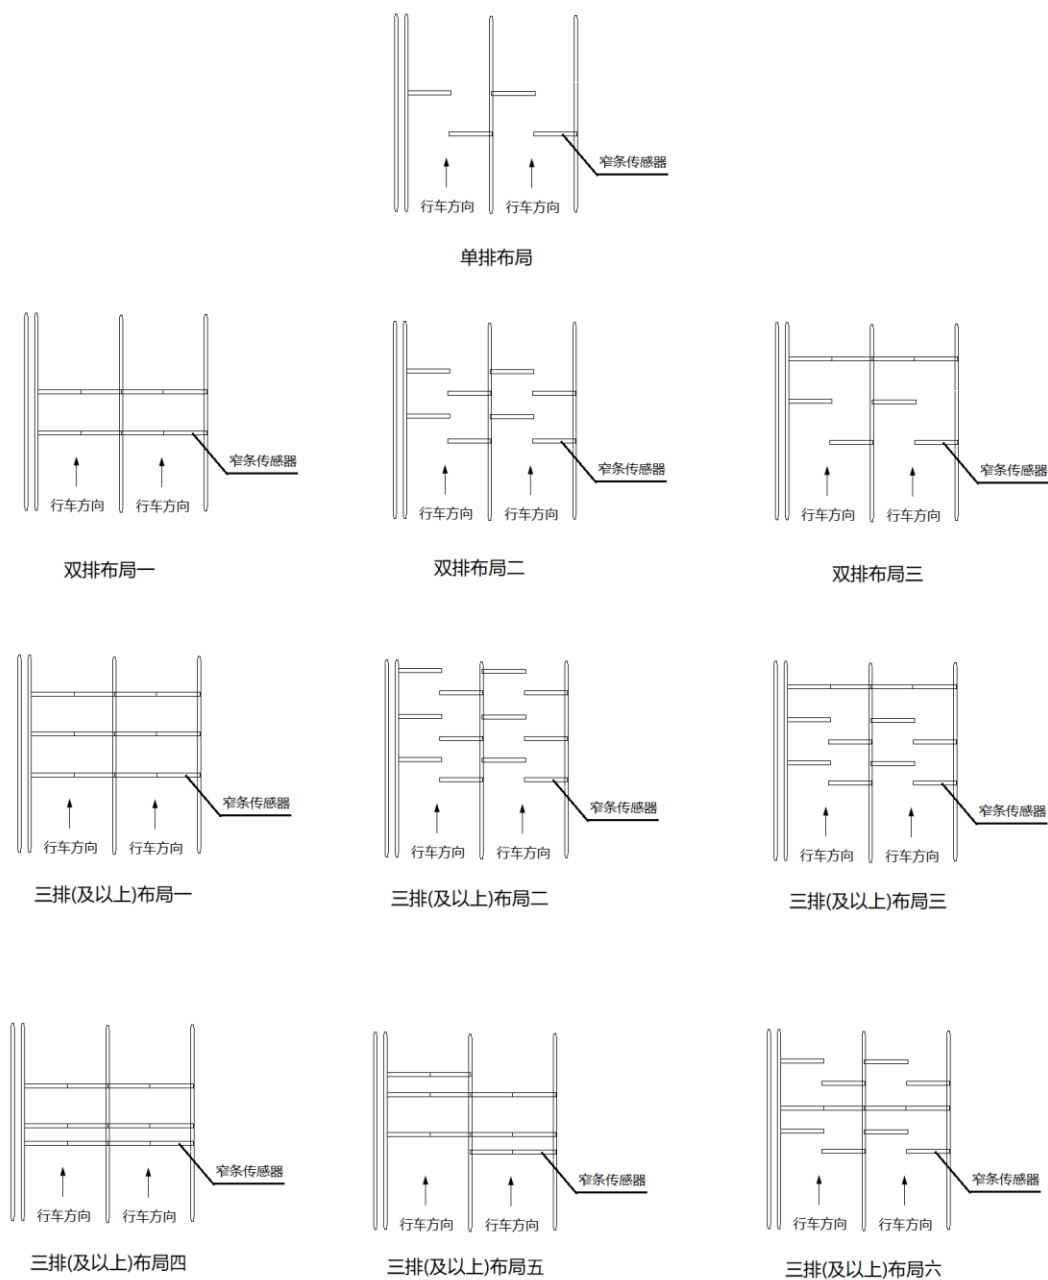 窄条传感器
行车方向 行车方向
单排布局
窄条传感器
行车方向 行车方向
双排布局一
窄条传感器
行车方向 行车方向
双排布局二
窄条传感器
行车方向 行车方向
双排布局三
窄条传感器
行车方向 行车方向
三排(及以上)布局一
窄条传感器
行车方向 行车方向
三排(及以上)布局二
窄条传感器
行车方向 行车方向
三排(及以上)布局三
窄条传感器
行车方向 行车方向
三排(及以上)布局四
窄条传感器
行车方向 行车方向
三排(及以上)布局五
窄条传感器
行车方向 行车方向
三排(及以上)布局六